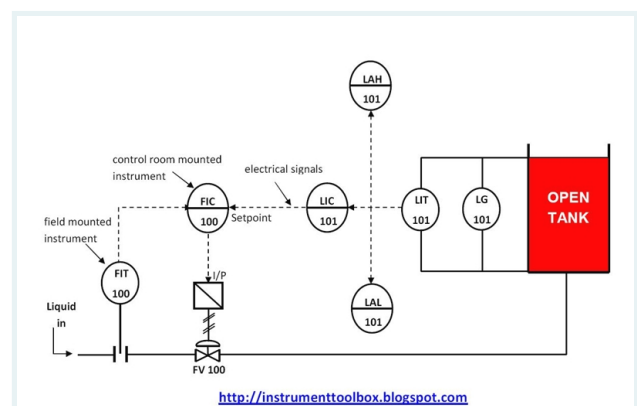 LAH
101
control room mounted
instrument
electrical signals
FIC
100
Setpoint
LIC
101
LIT
101
LG
101
OPEN
TANK
field mounted
instrument
FIT
100
I/P
LAL
101
Liquid
in
FV 100
http://instrumenttoolbox.blogspot.com